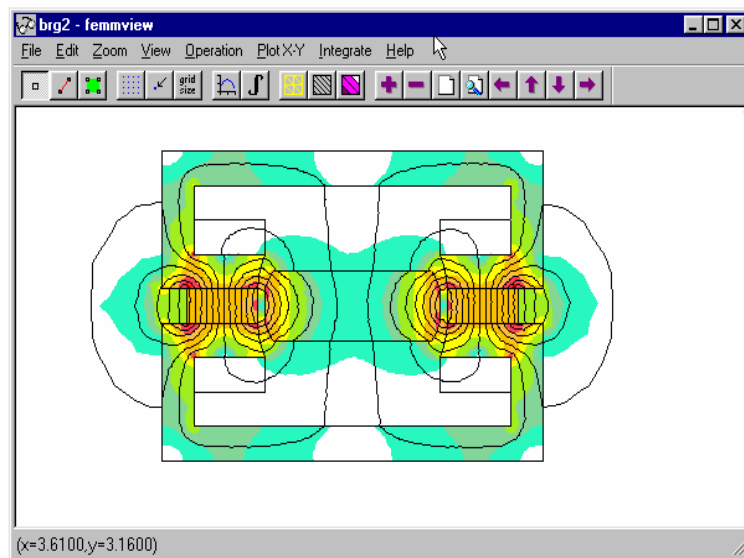 brg2 - femmview
File Edit Zoom View Operation Plot X-Y Integrate Help
grid size
(x=3.6100,y=3.1600)